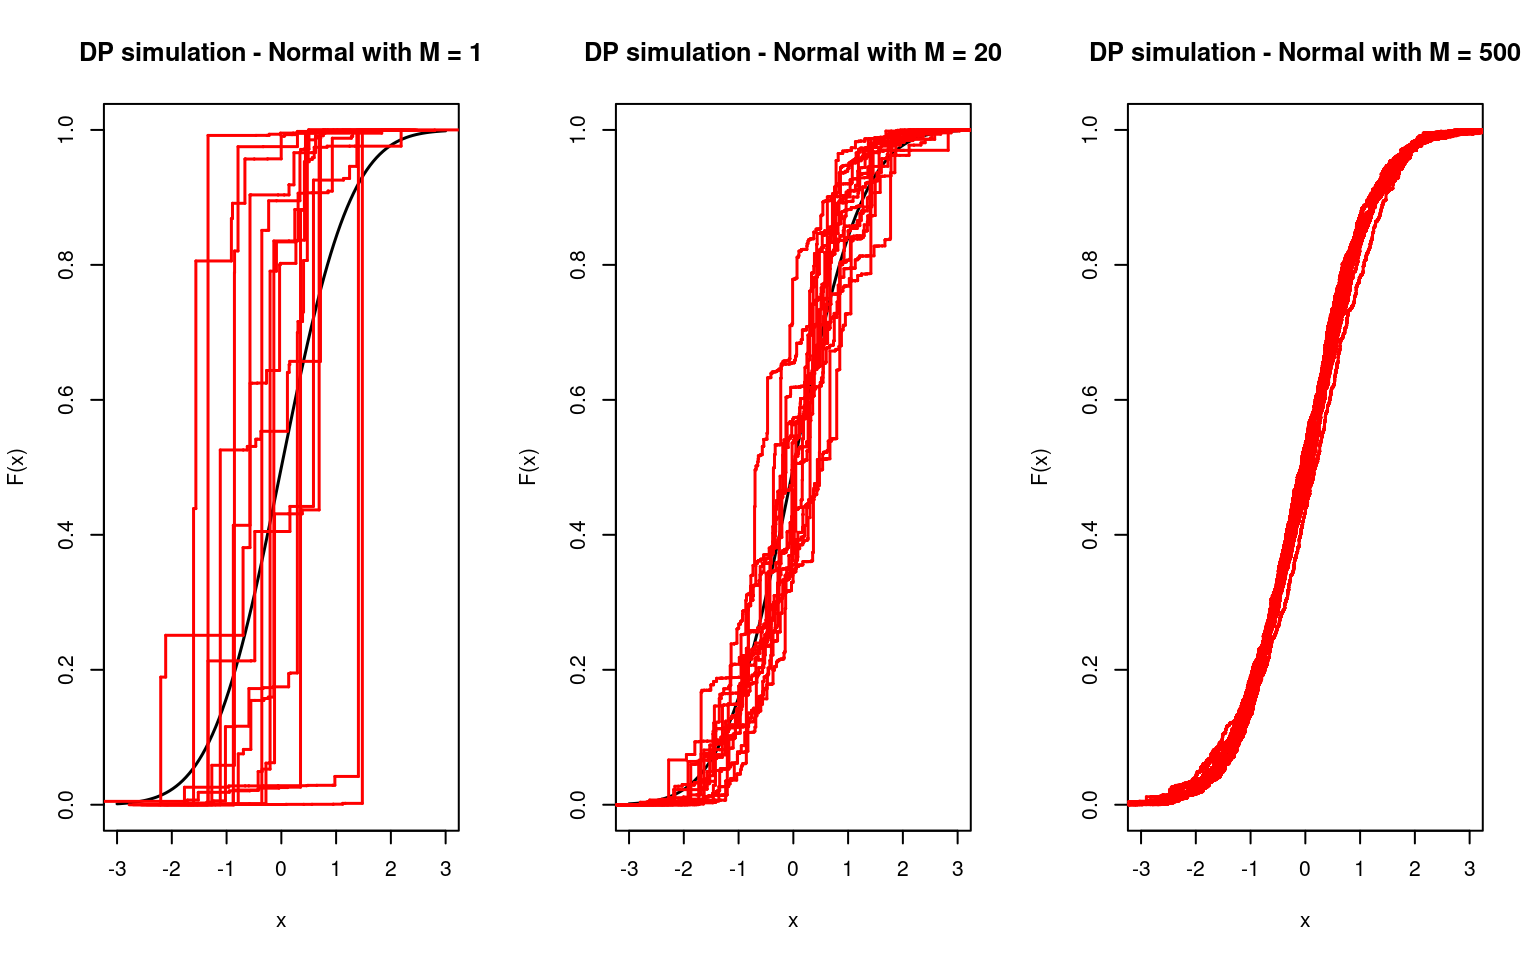 DP simulation - Normal with M = 1
F(x)
1.0
0.8
0.6
0.4
0.2
0.0
-3 -2 -1 0 1 2 3
x
DP simulation - Normal with M = 20
F(x)
1.0
0.8
0.6
0.4
0.2
0.0
-3 -2 -1 0 1 2 3
x
DP simulation - Normal with M = 500
F(x)
1.0
0.8
0.6
0.4
0.2
0.0
-3 -2 -1 0 1 2 3
x